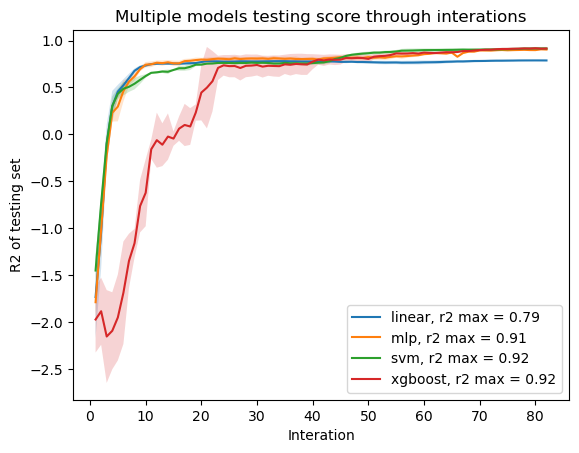 Multiple models testing score through interations
R2 of testing set
1.0
0.5
0.0
−0.5
−1.0
−1.5
−2.0
−2.5
linear, r2 max = 0.79
mlp, r2 max = 0.91
svm, r2 max = 0.92
xgboost, r2 max = 0.92
0 10 20 30 40 50 60 70 80
Interation